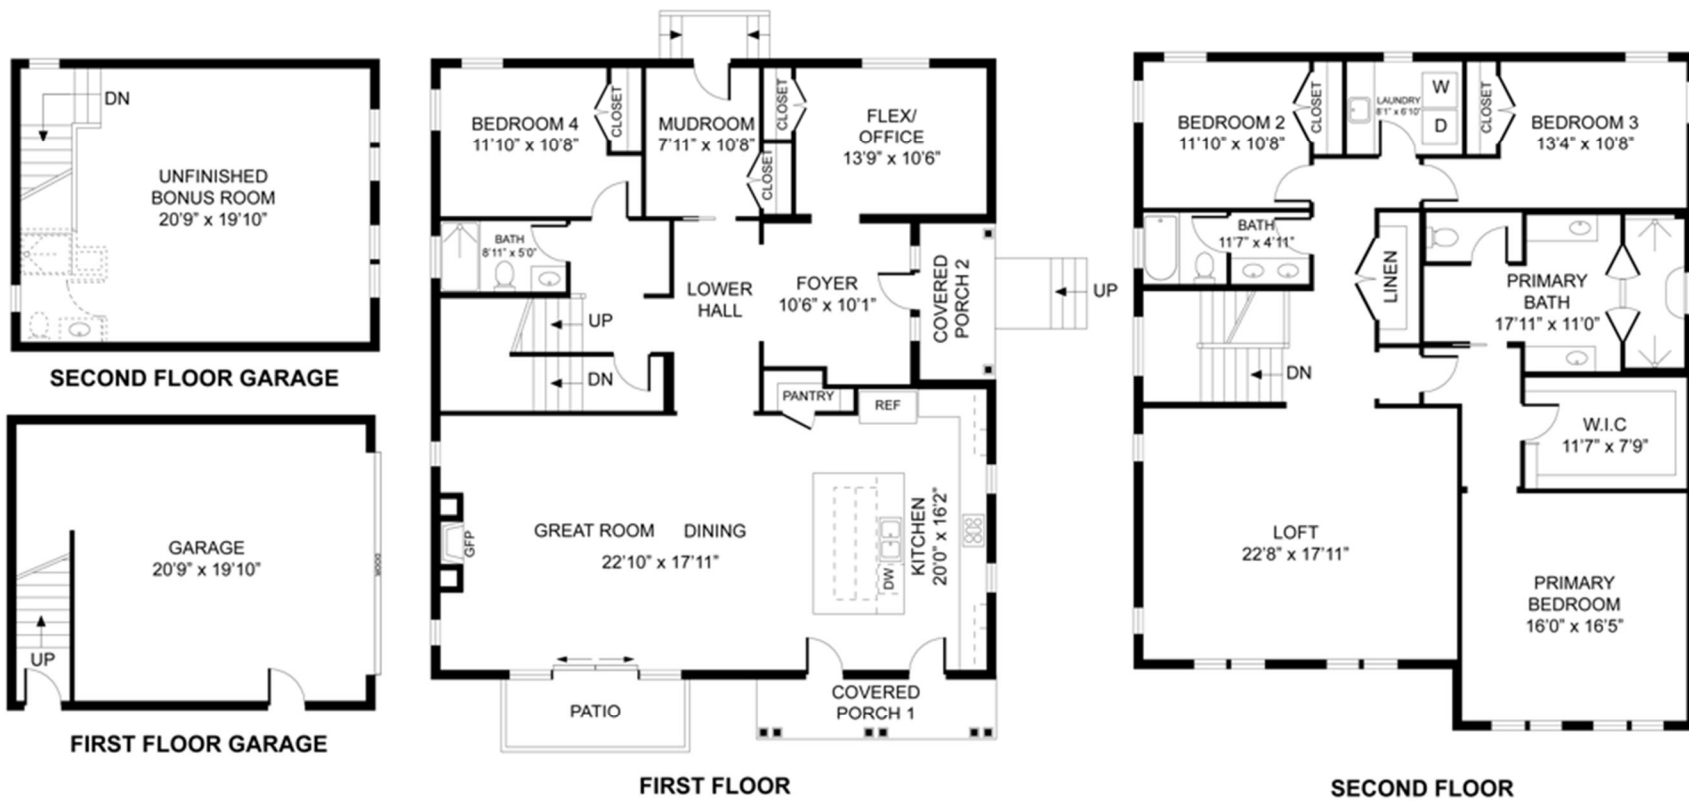 DN
UNFINISHED
BONUS ROOM
20'9" x 19'10"
SECOND FLOOR GARAGE
GARAGE
20'9" x 19'10"
DOOR
UP
FIRST FLOOR GARAGE
BEDROOM 4
11'10" x 10'8"
CLOSET
MUDROOM
7'11" x 10'8"
CLOSET
CLOSET
FLEX/
OFFICE
13'9" x 10'6"
BATH
8'11" x 5'0"
LOWER
HALL
FOYER
10'6" x 10'1"
COVERED
PORCH 2
UP
UP
DN
PANTRY
REF
GREAT ROOM
DINING
22'10" x 17'11"
GFP
DW
KITCHEN
20'0" x 16'2"
PATIO
COVERED
PORCH 1
FIRST FLOOR
BEDROOM 2
11'10" x 10'8"
CLOSET
LAUNDRY
8'1" x 6'10"
W
D
CLOSET
BEDROOM 3
13'4" x 10'8"
BATH
11'7" x 4'11"
LINEN
PRIMARY
BATH
17'11" x 11'0"
DN
W.I.C
11'7" x 7'9"
LOFT
22'8" x 17'11"
PRIMARY
BEDROOM
16'0" x 16'5"
SECOND FLOOR